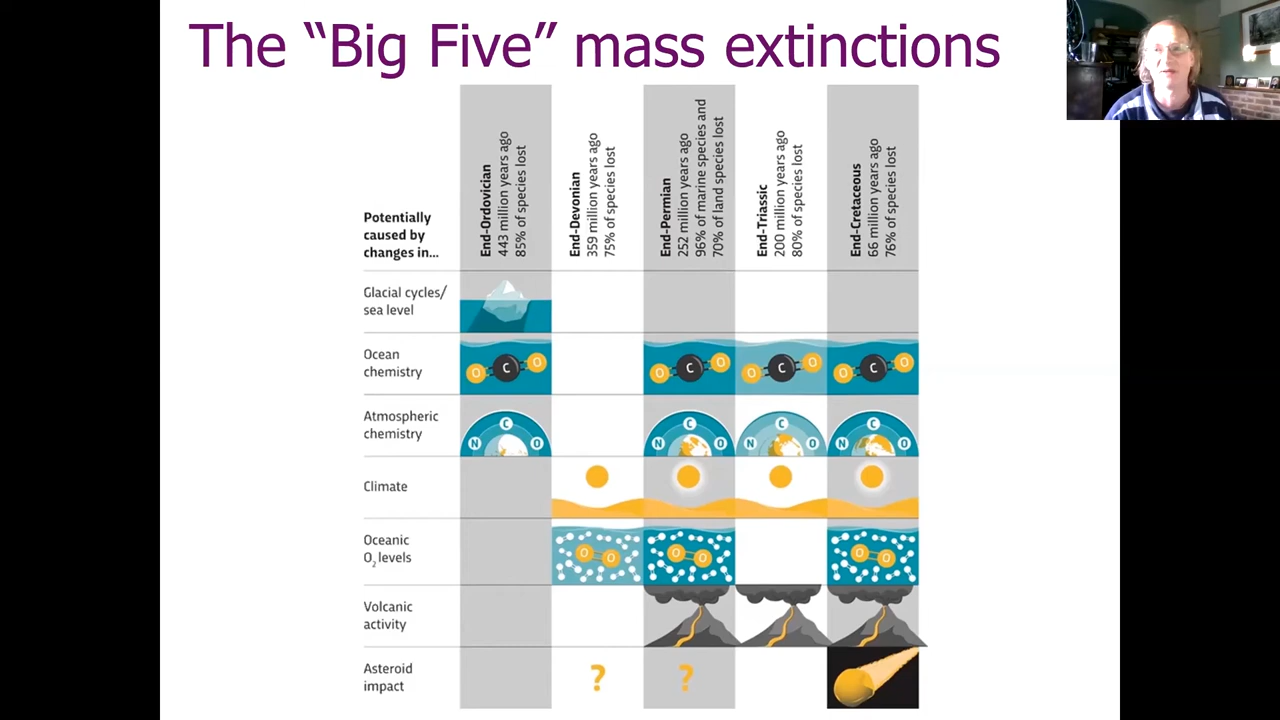 The “Big Five” mass extinctions
Potentially
caused by
changes in...
End-Ordovician
443 million years ago
85% of species lost
End-Devonian
359 million years ago
75% of species lost
End-Permian
252 million years ago
96% of marine species and
70% of land species lost
End-Triassic
200 million years ago
80% of species lost
End-Cretaceous
66 million years ago
76% of species lost
Glacial cycles/
sea level
Ocean
chemistry
O C O
O C O
O C O
O C O
Atmospheric
chemistry
N C O
N C O
N C O
N C O
Climate
Oceanic
O₂ levels
O O
O O
O O
Volcanic
activity
Asteroid
impact
? ?